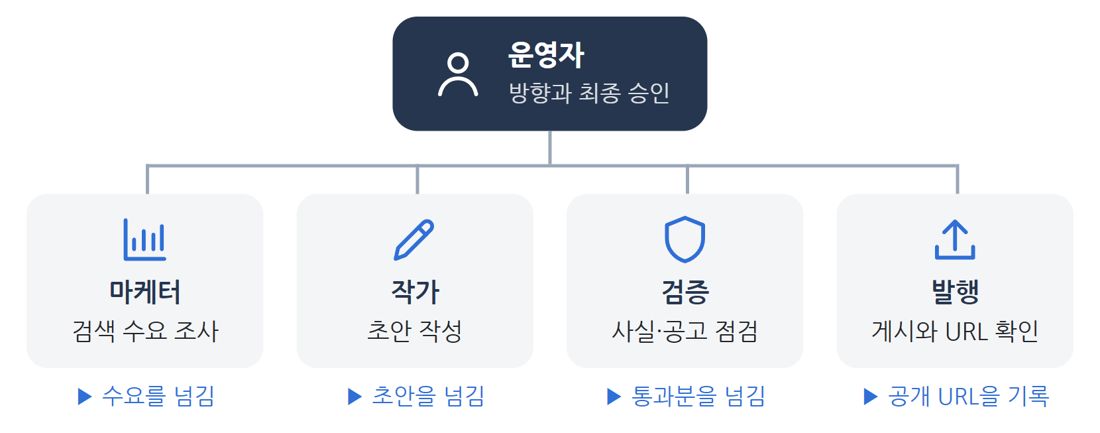 운영자
방향과 최종 승인
마케터
검색 수요 조사
▶ 수요를 넘김
작가
초안 작성
▶ 초안을 넘김
검증
사실·공고 점검
▶ 통과분을 넘김
발행
게시와 URL 확인
▶ 공개 URL을 기록